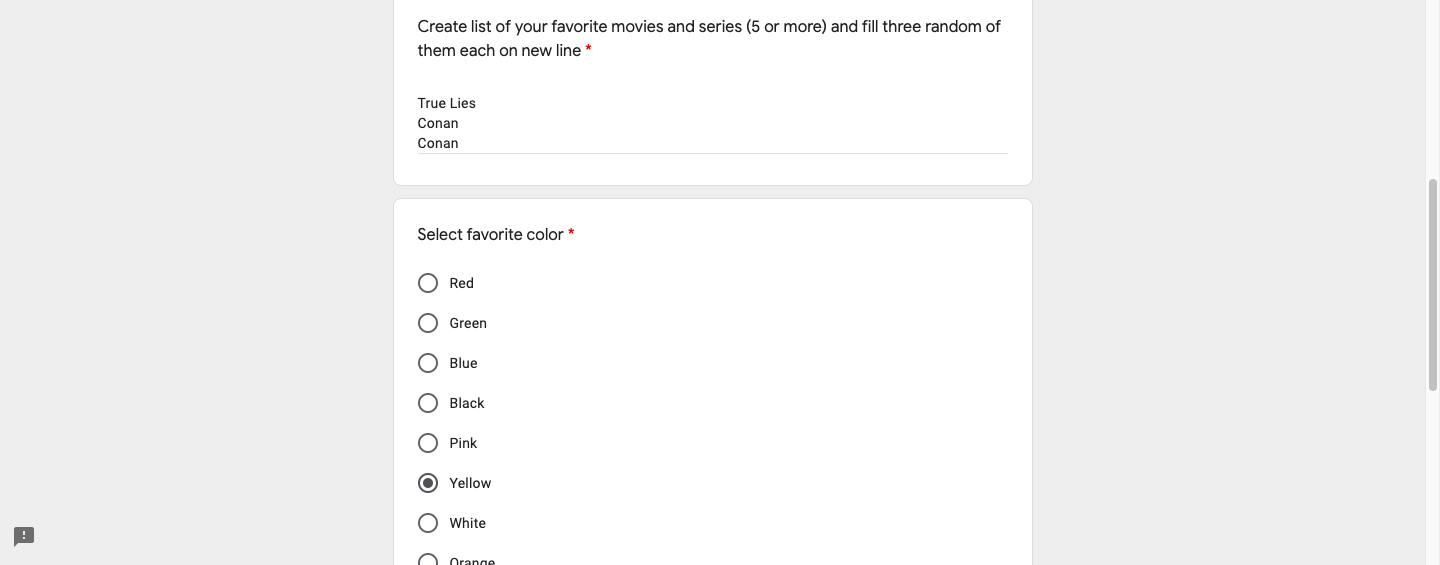 Create list of your favorite movies and series (5 or more) and fill three random of
them each on new line *
True Lies
Conan
Conan
Select favorite color *
Red
Green
Blue
Black
Pink
Yellow
White
Orange